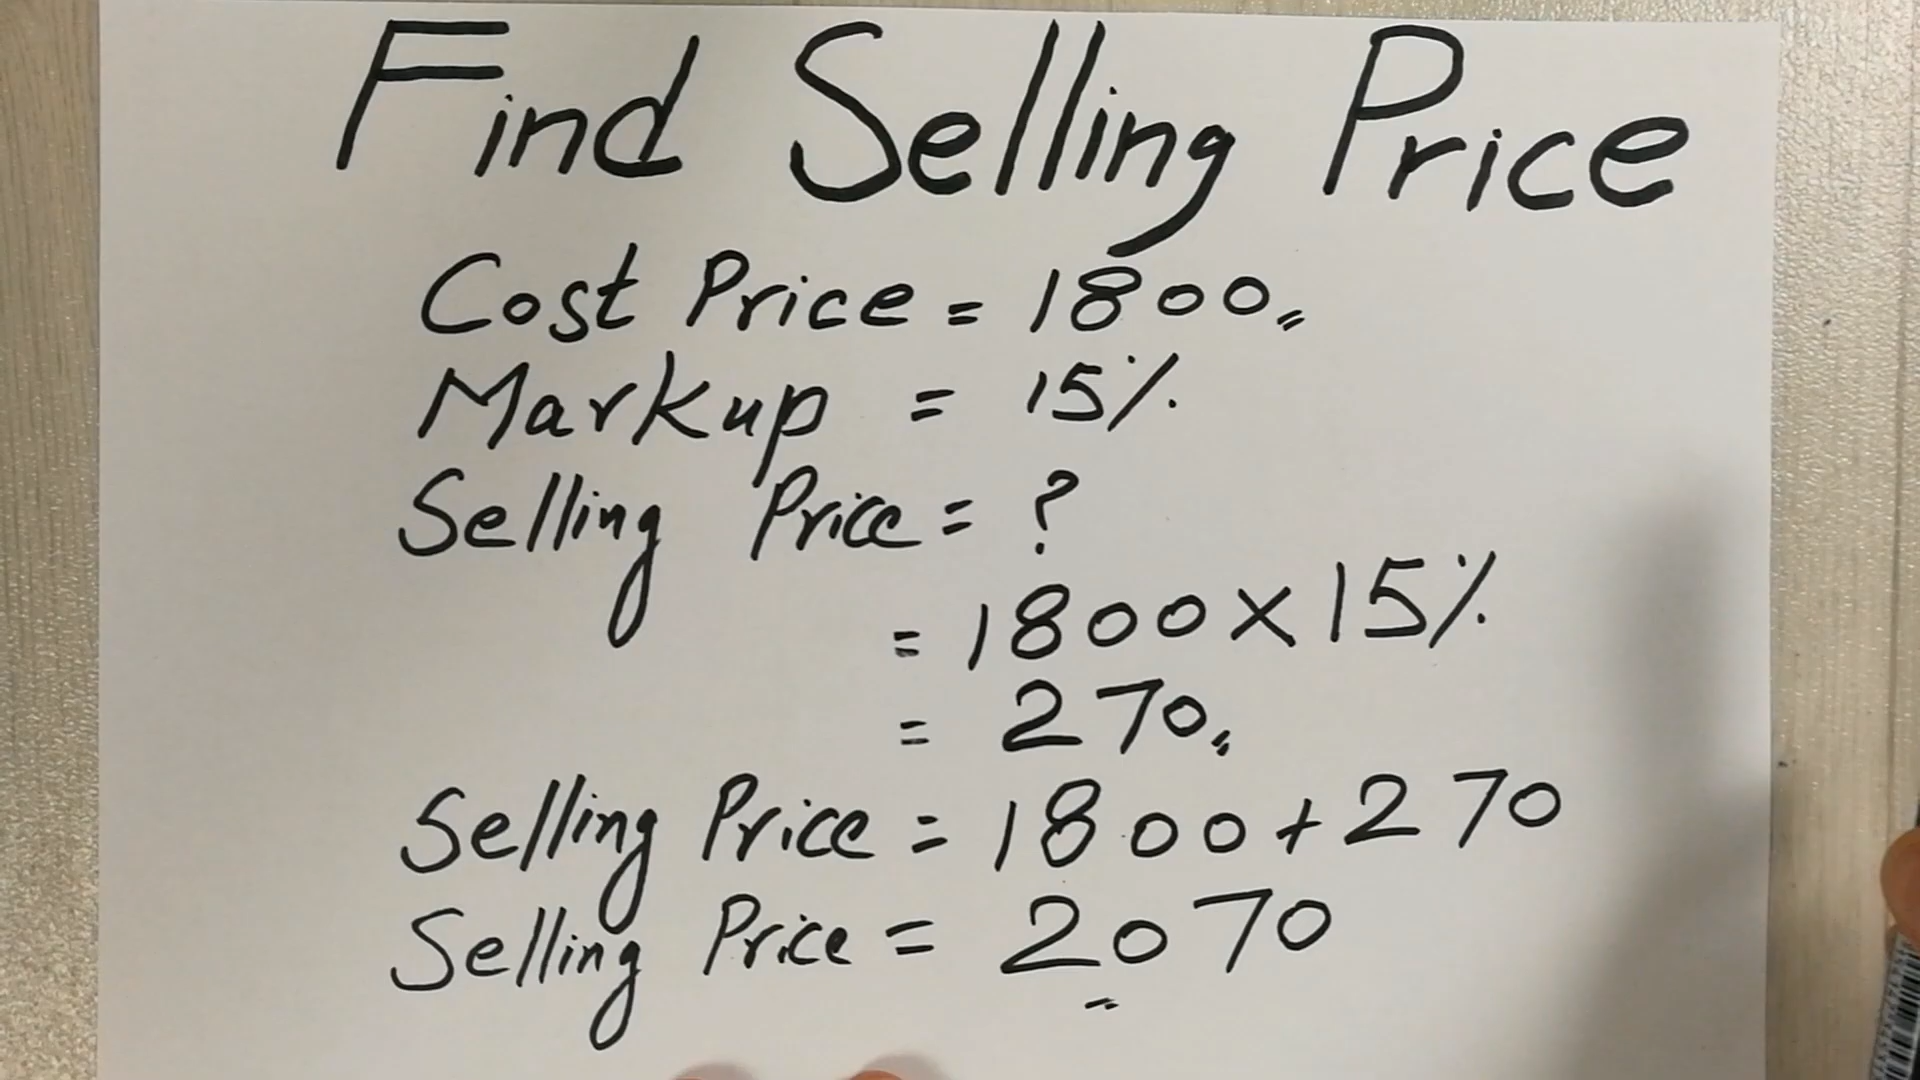 Find Selling Price
Cost Price = 1800
Markup = 15%
Selling Price = ?
= 1800 × 15%
= 270
Selling Price = 1800 + 270
Selling Price = 2070